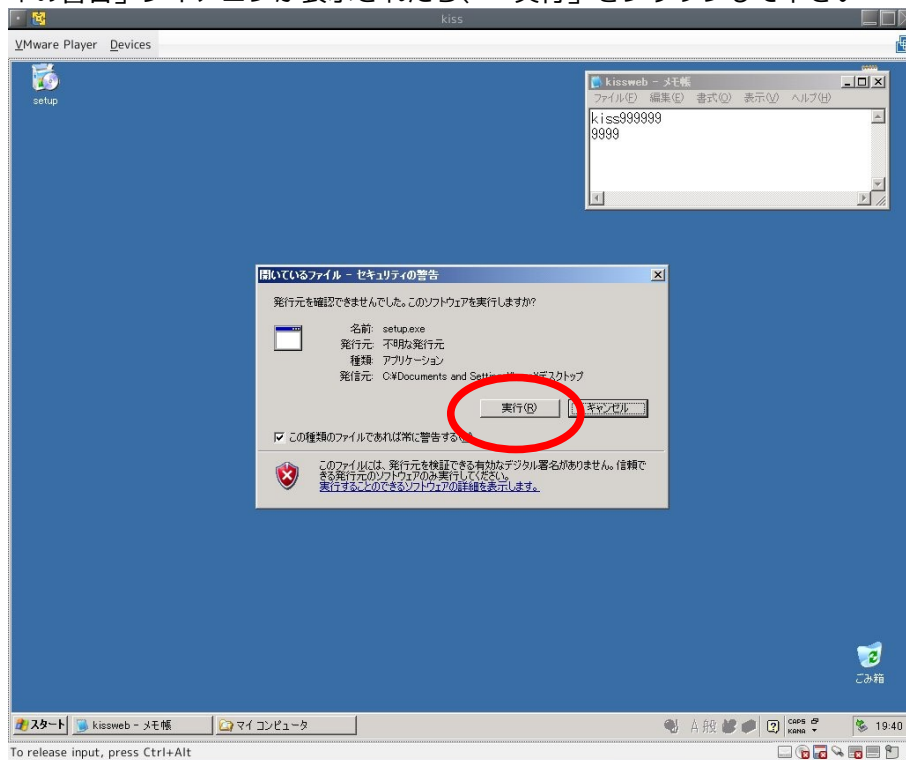 kiss
VMware Player Devices
setup
kissweb - メモ帳
ファイル(F) 編集(E) 書式(O) 表示(V) ヘルプ(H)
kiss999999
9999
開いているファイル - セキュリティの警告
発行元を確認できませんでした。このソフトウェアを実行しますか?
名前: setup.exe
発行元: 不明な発行元
種類: アプリケーション
発信元: C:¥Documents and
デスクトップ
実行(R) キャンセル
この種類のファイルであれば常に警告する
このファイルには、発行元を検証できる有効なデジタル署名がありません。信頼で
きる発行元のソフトウェアのみ実行してください。
実行することのできるソフトウェアの詳細を表示します。
ごみ箱
スタート kissweb - メモ帳 マイ コンピュータ A 般 CAPS KANA 19:40
To release input, press Ctrl+Alt